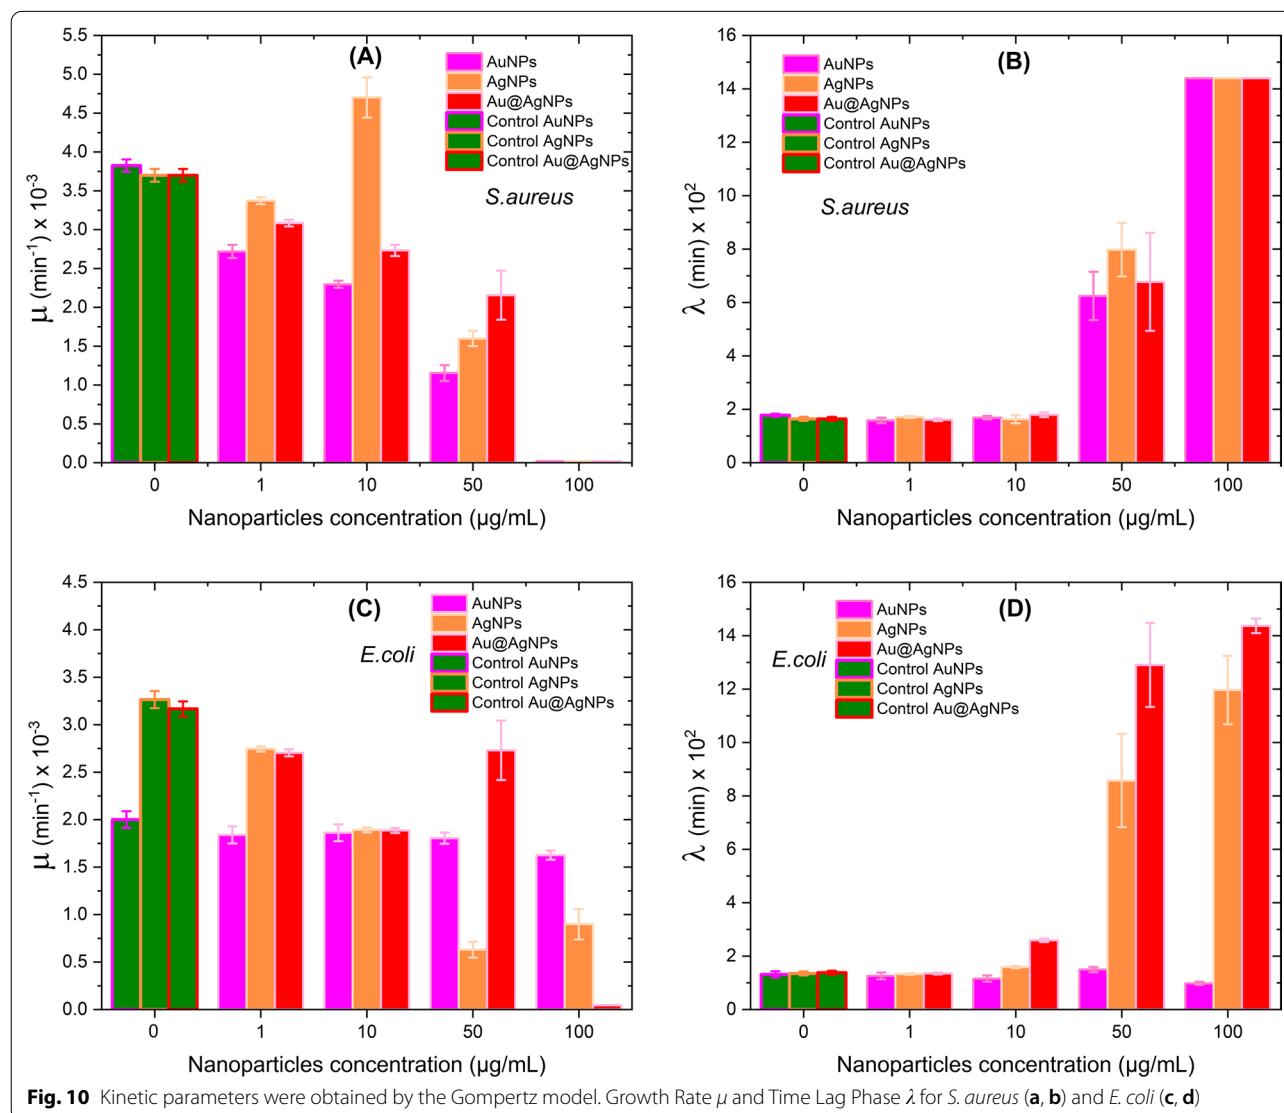 (A)
AuNPs
AgNPs
Au@AgNPs
Control AuNPs
Control AgNPs
Control Au@AgNPs
S.aureus
5.5
5.0
4.5
4.0
3.5
3.0
2.5
2.0
1.5
1.0
0.5
0.0
μ (min⁻¹) x 10⁻³
0 1 10 50 100
Nanoparticles concentration (μg/mL)
(B)
AuNPs
AgNPs
Au@AgNPs
Control AuNPs
Control AgNPs
Control Au@AgNPs
S.aureus
16
14
12
10
8
6
4
2
0
λ (min) x 10²
0 1 10 50 100
Nanoparticles concentration (μg/mL)
(C)
AuNPs
AgNPs
Au@AgNPs
Control AuNPs
Control AgNPs
Control Au@AgNPs
E.coli
4.5
4.0
3.5
3.0
2.5
2.0
1.5
1.0
0.5
0.0
μ (min⁻¹) x 10⁻³
0 1 10 50 100
Nanoparticles concentration (μg/mL)
(D)
AuNPs
AgNPs
Au@AgNPs
Control AuNPs
Control AgNPs
Control Au@AgNPs
E.coli
16
14
12
10
8
6
4
2
0
λ (min) x 10²
0 1 10 50 100
Nanoparticles concentration (μg/mL)
Fig. 10 Kinetic parameters were obtained by the Gompertz model. Growth Rate μ and Time Lag Phase λ for S. aureus (a, b) and E. coli (c, d)